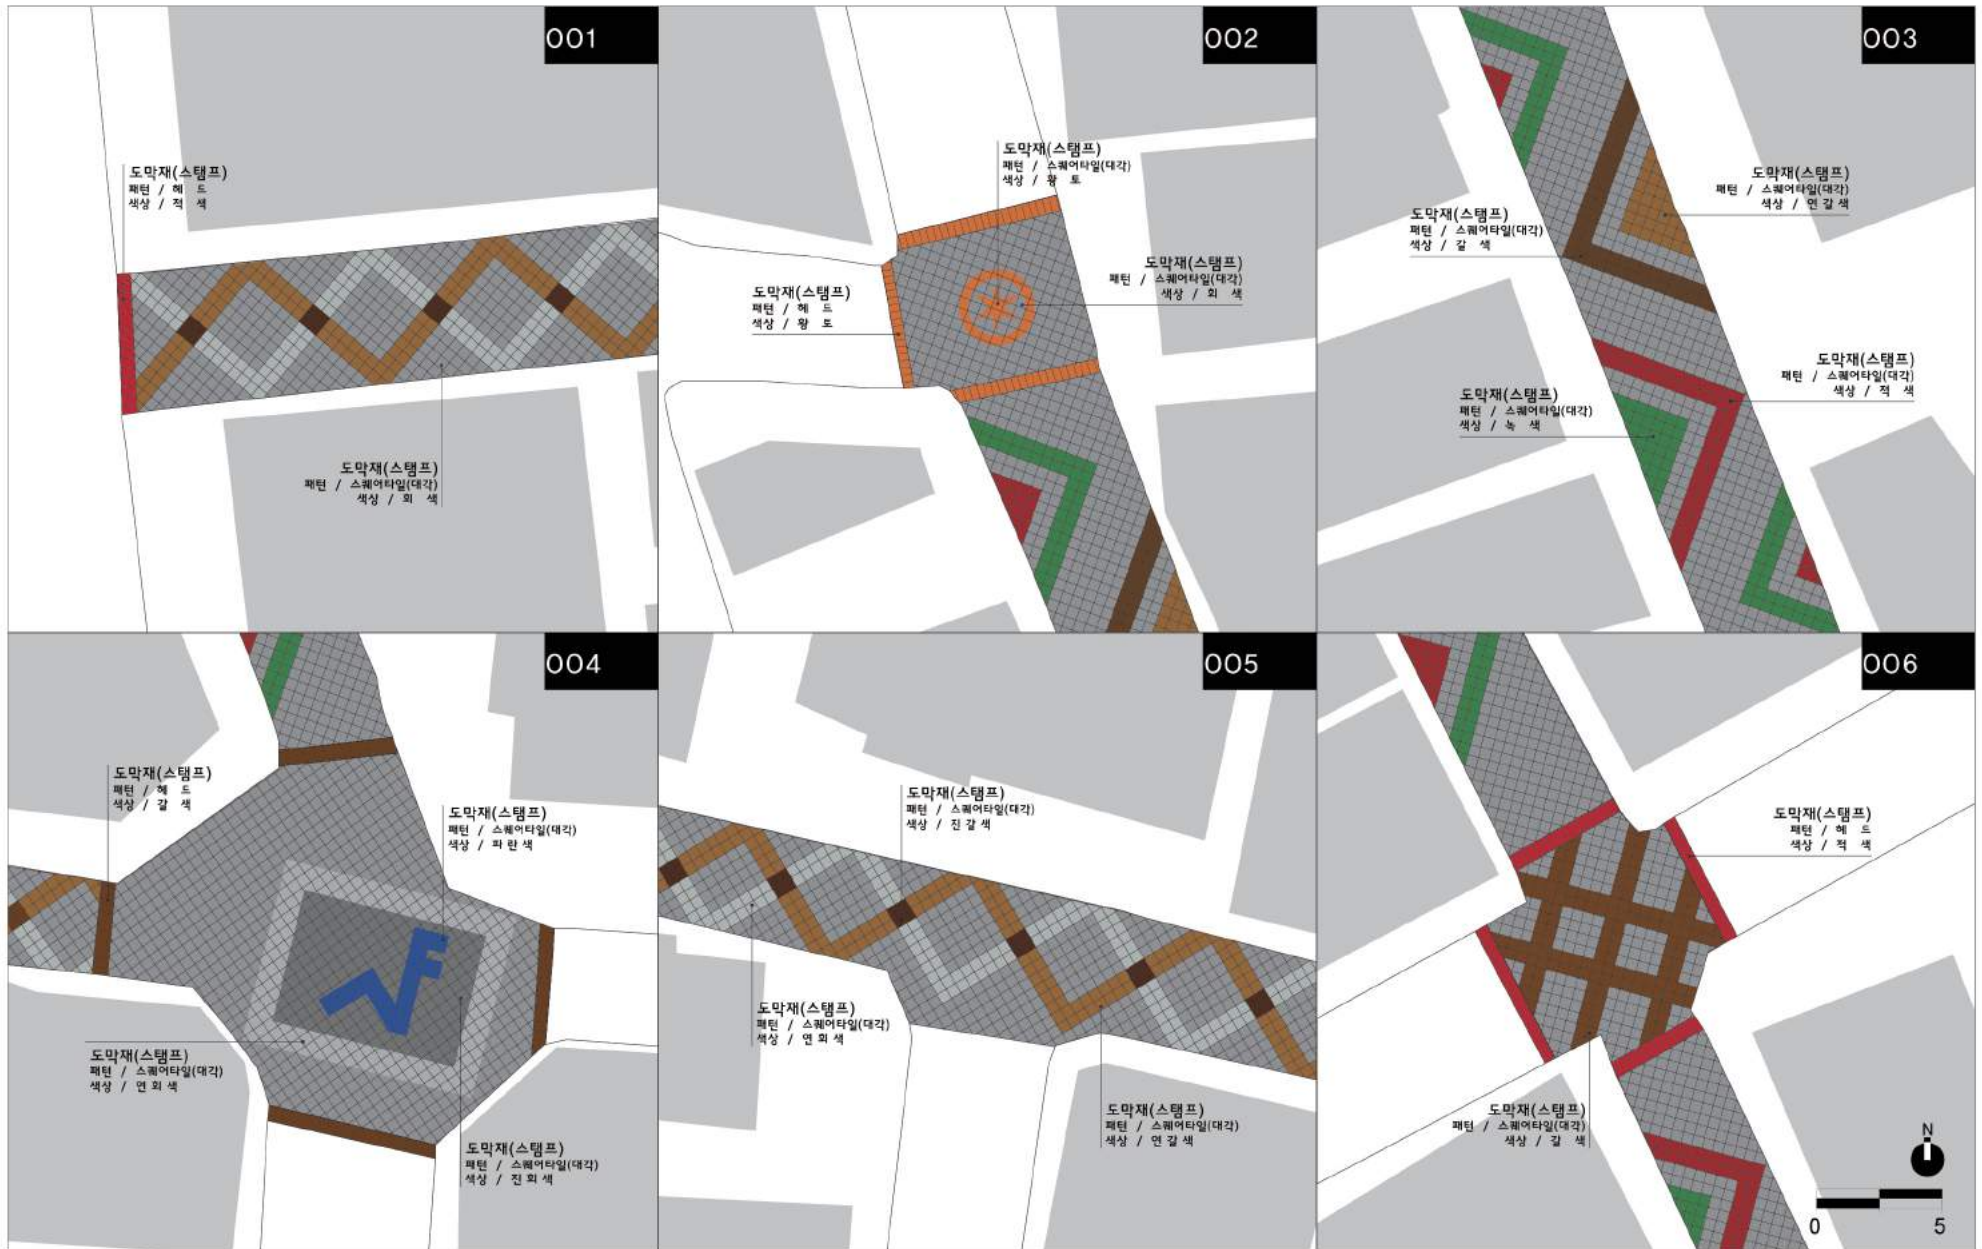 001
도막재(스탬프)
패턴 / 헤 드
색상 / 적 색
도막재(스탬프)
패턴 / 스퀘어타일(대각)
색상 / 회 색
002
도막재(스탬프)
패턴 / 스퀘어타일(대각)
색상 / 황 토
도막재(스탬프)
패턴 / 스퀘어타일(대각)
색상 / 회 색
도막재(스탬프)
패턴 / 헤 드
색상 / 황 토
003
도막재(스탬프)
패턴 / 스퀘어타일(대각)
색상 / 연갈색
도막재(스탬프)
패턴 / 스퀘어타일(대각)
색상 / 갈 색
도막재(스탬프)
패턴 / 스퀘어타일(대각)
색상 / 적 색
도막재(스탬프)
패턴 / 스퀘어타일(대각)
색상 / 녹 색
004
도막재(스탬프)
패턴 / 헤 드
색상 / 갈 색
도막재(스탬프)
패턴 / 스퀘어타일(대각)
색상 / 파란색
도막재(스탬프)
패턴 / 스퀘어타일(대각)
색상 / 연회색
도막재(스탬프)
패턴 / 스퀘어타일(대각)
색상 / 진회색
005
도막재(스탬프)
패턴 / 스퀘어타일(대각)
색상 / 진갈색
도막재(스탬프)
패턴 / 스퀘어타일(대각)
색상 / 연회색
도막재(스탬프)
패턴 / 스퀘어타일(대각)
색상 / 연갈색
006
도막재(스탬프)
패턴 / 헤 드
색상 / 적 색
도막재(스탬프)
패턴 / 스퀘어타일(대각)
색상 / 갈 색
N
0 5